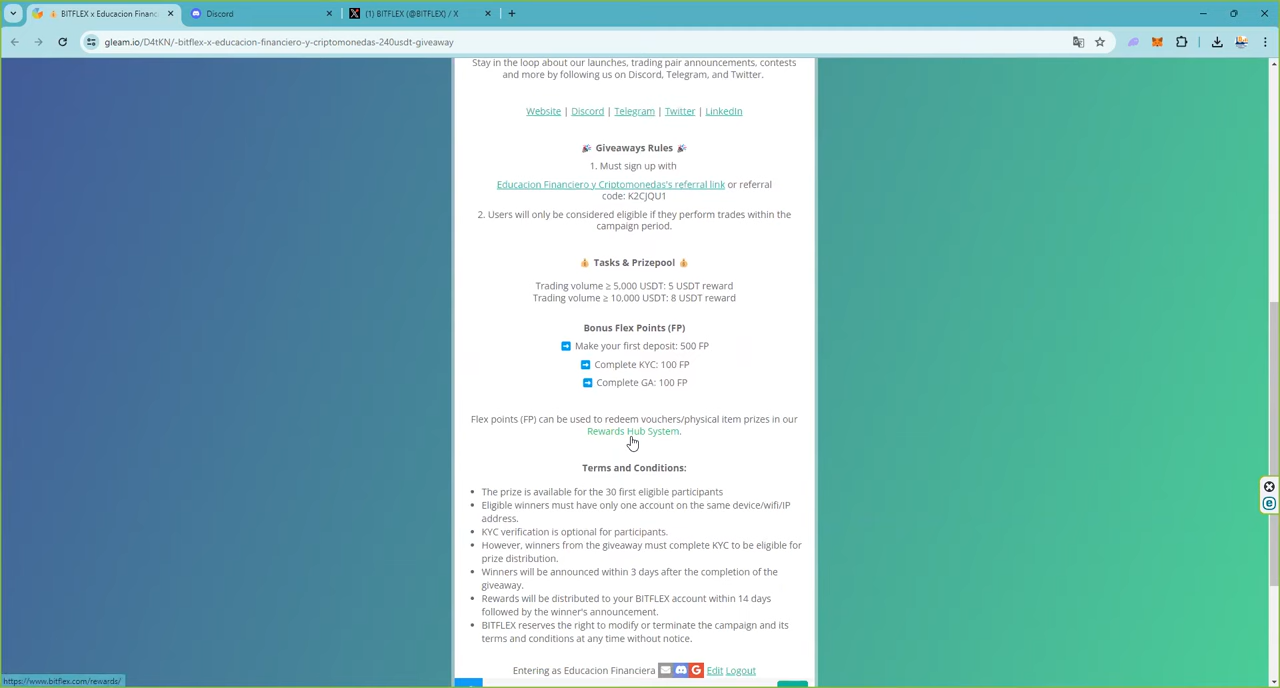 BITFLEX x Educacion Financ
Discord
(1) BITFLEX (@BITFLEX) / X
gleam.io/D4tKN/-bitflex-x-educacion-financiero-y-criptomonedas-240usdt-giveaway
Stay in the loop about our launches, trading pair announcements, contests
and more by following us on Discord, Telegram, and Twitter.
Website | Discord | Telegram | Twitter | LinkedIn
🎉 Giveaways Rules 🎉
1. Must sign up with
Educacion Financiero y Criptomonedas's referral link or referral
code: K2CJQU1
2. Users will only be considered eligible if they perform trades within the
campaign period.
💰 Tasks & Prizepool 💰
Trading volume ≥ 5,000 USDT: 5 USDT reward
Trading volume ≥ 10,000 USDT: 8 USDT reward
Bonus Flex Points (FP)
➡️ Make your first deposit: 500 FP
➡️ Complete KYC: 100 FP
➡️ Complete GA: 100 FP
Flex points (FP) can be used to redeem vouchers/physical item prizes in our
Rewards Hub System.
Terms and Conditions:
• The prize is available for the 30 first eligible participants
• Eligible winners must have only one account on the same device/wifi/IP
address.
• KYC verification is optional for participants.
• However, winners from the giveaway must complete KYC to be eligible for
prize distribution.
• Winners will be announced within 3 days after the completion of the
giveaway.
• Rewards will be distributed to your BITFLEX account within 14 days
followed by the winner's announcement.
• BITFLEX reserves the right to modify or terminate the campaign and its
terms and conditions at any time without notice.
Entering as Educacion Financiera G Edit Logout
https://www.bitflex.com/rewards/